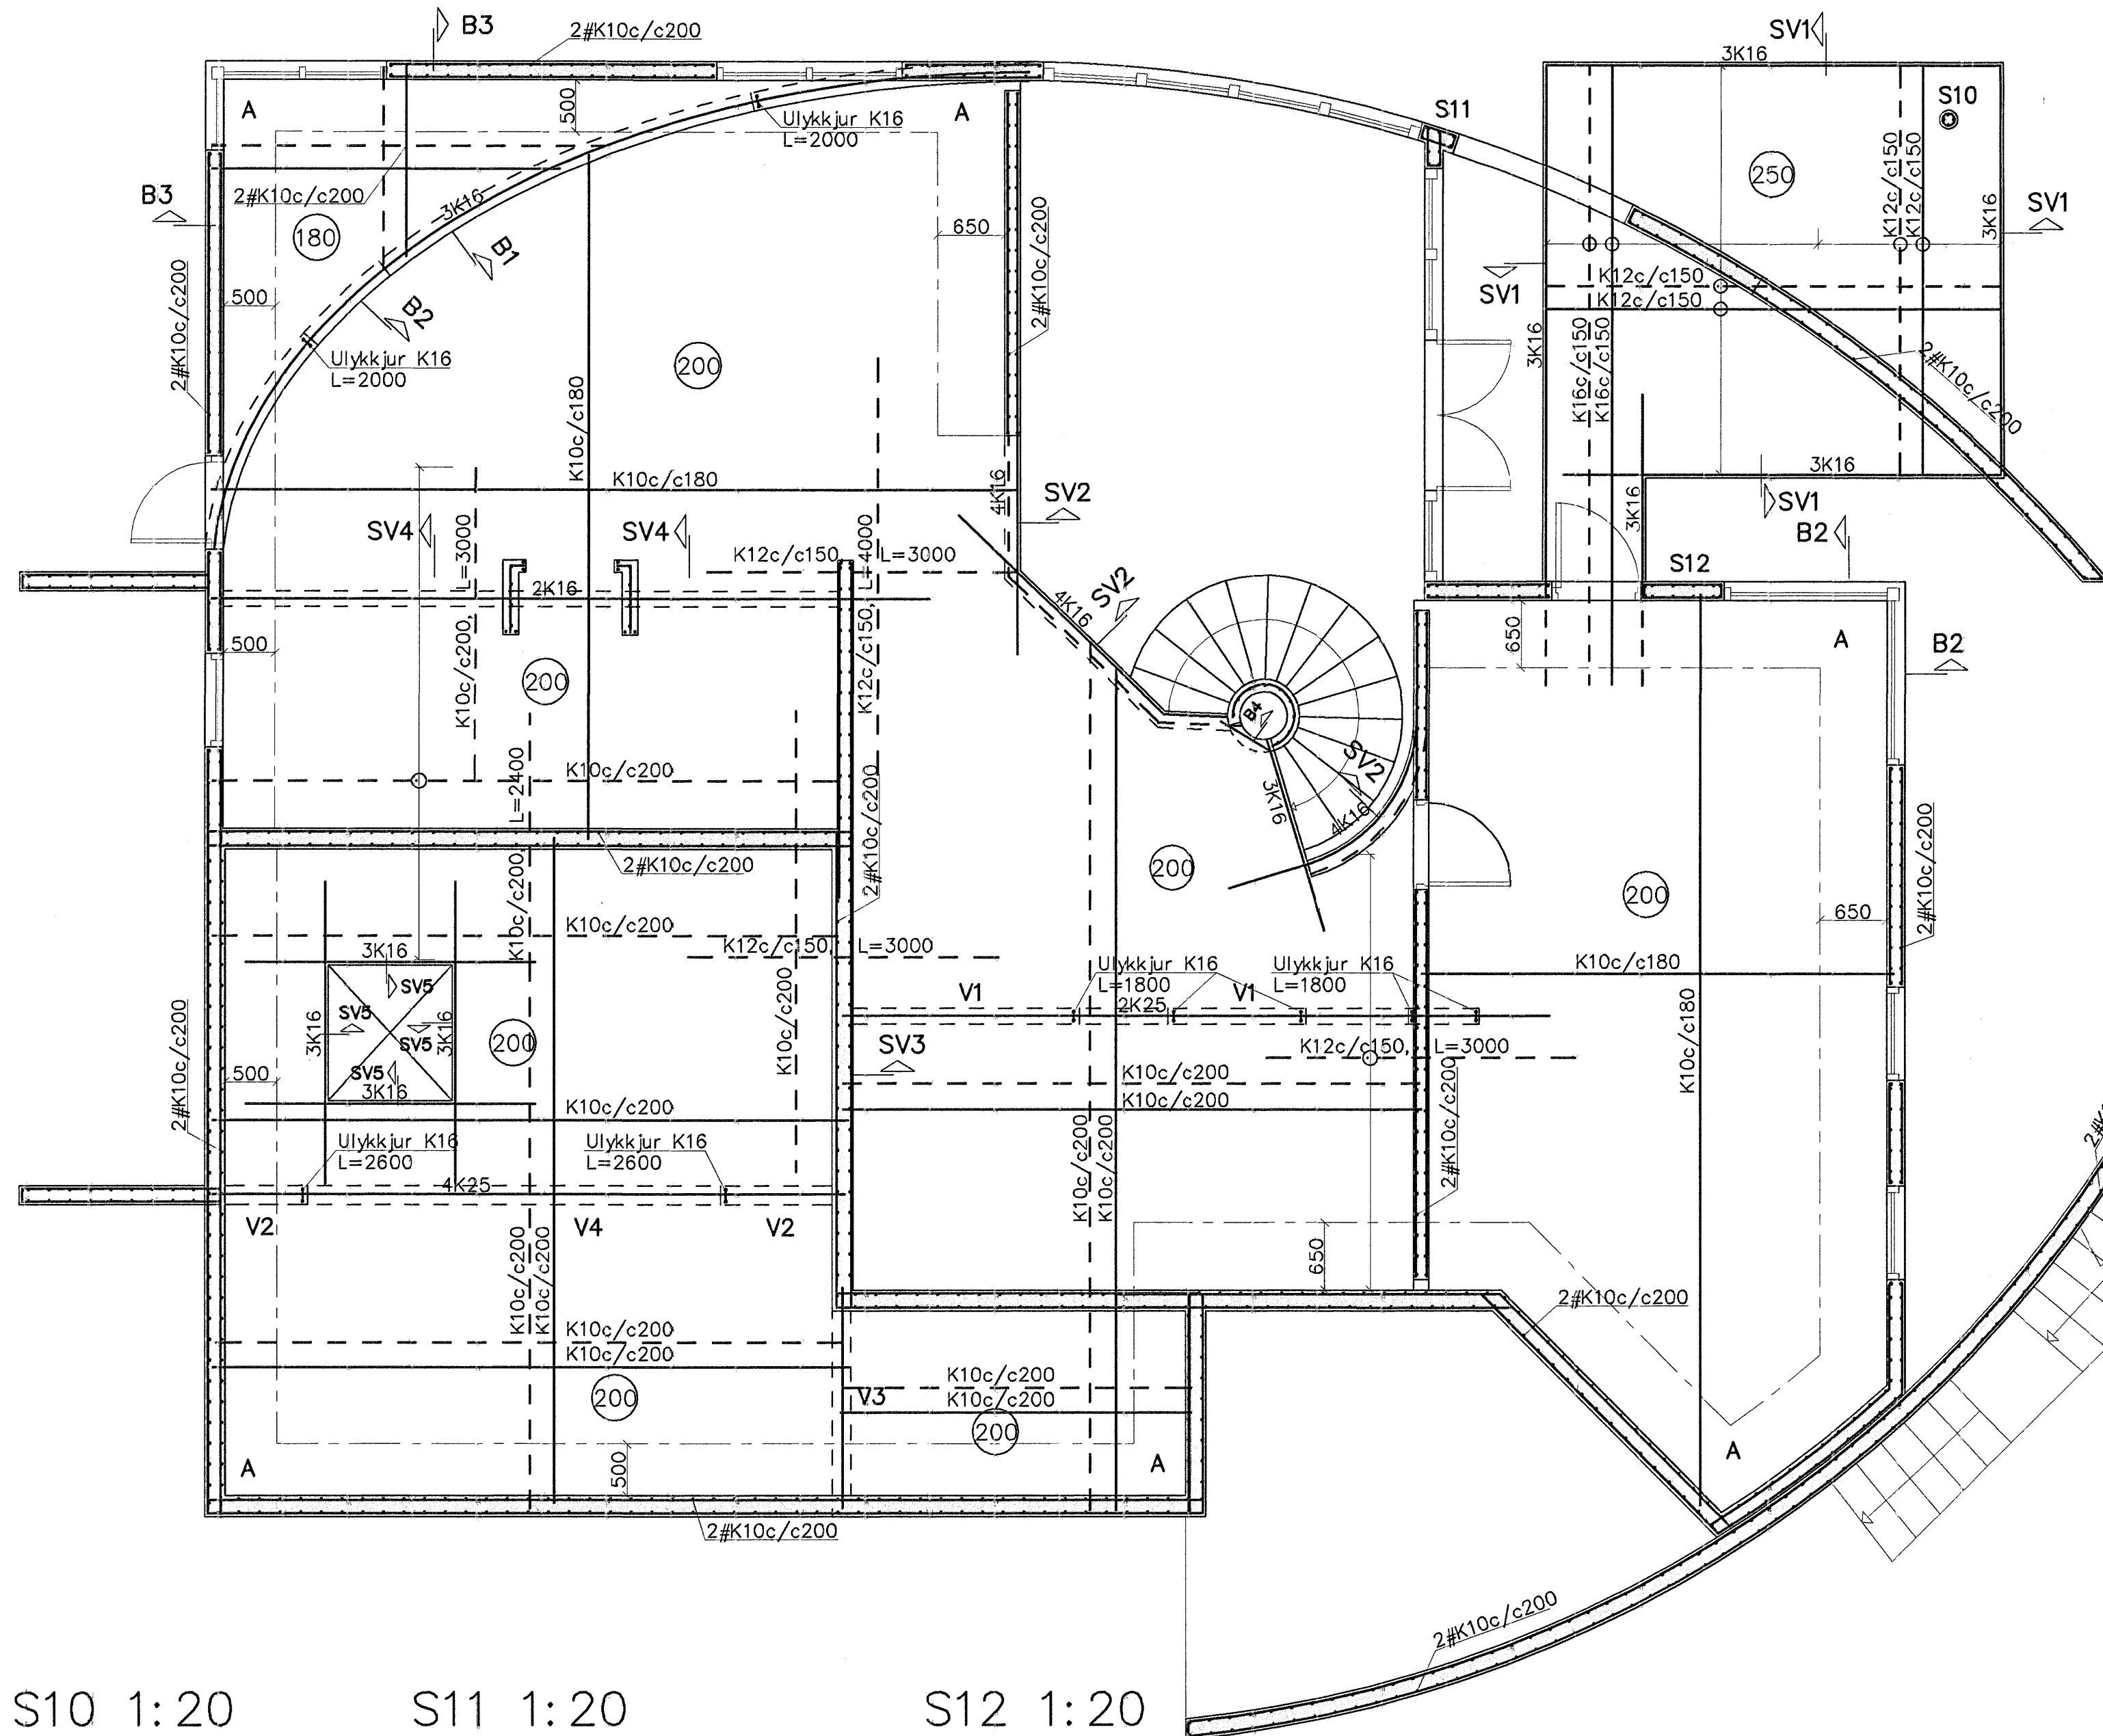 B3
2#K10c/c200
SV1
3K16
A
500
Ulykkjur K16
L=2000
A
S11
S10
250
K12c/c150
K12c/c150
B3
2#K10c/c200
180
3K16
B1
650
2#K10c/c200
3K16
SV1
SV1
K12c/c150
K12c/c150
2#K10c/c200
500
B2
Ulykkjur K16
L=2000
200
3K16
K16c/c150
K16c/c150
2#K10c/c200
K10c/c180
K10c/c180
4K16
SV2
3K16
3K16
SV1
B2
SV4
L=3000
SV4
K12c/c150, L=3000
L=4000
2K16
4K16
SV2
S12
500
K10c/c200,
200
K12c/c150,
650
A
B2
B4
SV2
3K16
4K16
L=2400
K10c/c200
2#K10c/c200
2#K10c/c200
200
200
650
2#K10c/c200
K10c/c200,
K10c/c200
K12c/c150, L=3000
3K16
SV5
SV5
3K16
3K16
SV5
SV5
3K16
200
K10c/c200
Ulykkjur K16
L=1800
Ulykkjur K16
L=1800
V1
2K25
V1
K10c/c180
K10c/c180
2#K10c/c200
500
SV3
K12c/c150, L=3000
K10c/c200
K10c/c200
K10c/c200
2#K10c/c200
Ulykkjur K16
L=2600
Ulykkjur K16
L=2600
4K25
V2
V4
V2
K10c/c200
K10c/c200
K10c/c200
K10c/c200
650
2#K10c/c200
K10c/c200
K10c/c200
200
V3
K10c/c200
K10c/c200
200
A
500
A
A
2#K10c/c200
2#K10c/c200
S10 1:20
S11 1:20
S12 1:20